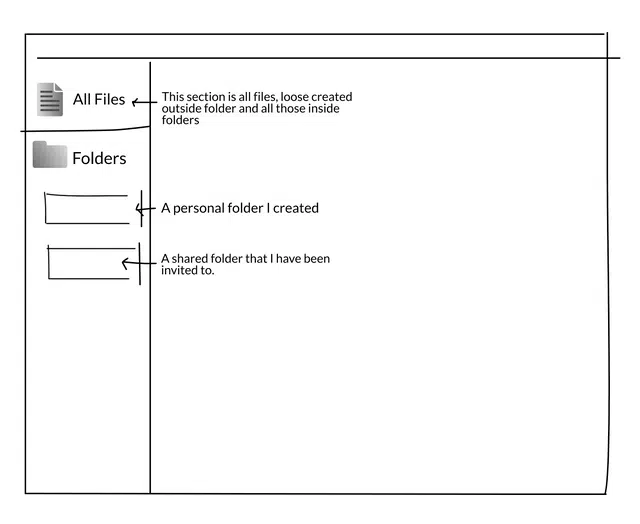 All Files
This section is all files, loose created
outside folder and all those inside
folders
Folders
A personal folder I created
A shared folder that I have been
invited to.